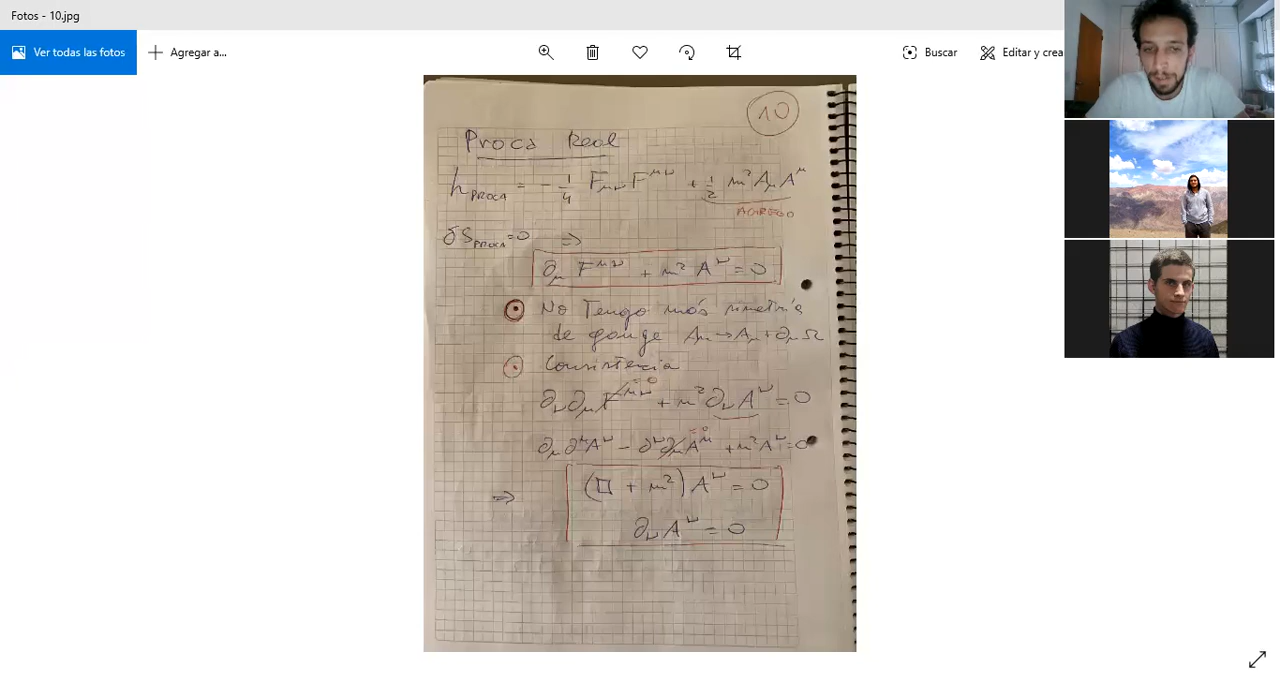 Fotos - 10.jpg
Ver todas las fotos
Agregar a...
Buscar
Editar y crea
10
Proca Real
ℒ_PROCA = - 1/4 F_μν F^μν + 1/2 m² A_μ A^μ
AGREGO
δS_PROCA = 0 ⇒
∂_μ F^μν + m² A^ν = 0
No Tengo más simetría
de gauge A_μ → A_μ + ∂_μ Ω
Consistencia
∂_ν ∂_μ F^μν = 0 + m² ∂_ν A^ν = 0
∂_μ ∂^μ A^ν - ∂^ν ∂_μ A^μ = 0 + m² A^ν = 0
⇒ (□ + m²) A^ν = 0
∂_ν A^ν = 0